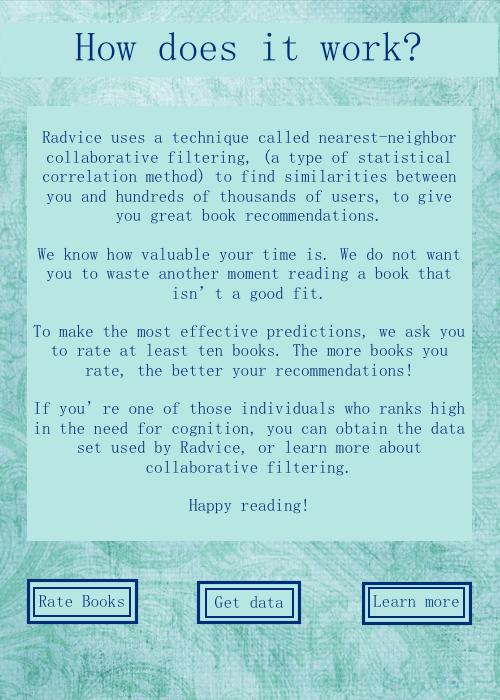 How does it work?
Radvice uses a technique called nearest-neighbor
collaborative filtering, (a type of statistical
correlation method) to find similarities between
you and hundreds of thousands of users, to give
you great book recommendations.
We know how valuable your time is. We do not want
you to waste another moment reading a book that
isn’t a good fit.
To make the most effective predictions, we ask you
to rate at least ten books. The more books you
rate, the better your recommendations!
If you’re one of those individuals who ranks high
in the need for cognition, you can obtain the data
set used by Radvice, or learn more about
collaborative filtering.
Happy reading!
Rate Books
Get data
Learn more